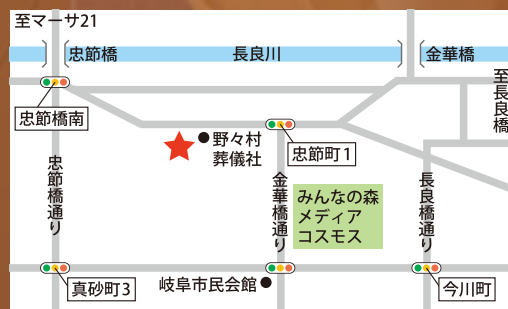 至マーサ21
忠節橋
長良川
金華橋
至長良橋
忠節橋南
野々村
葬儀社
忠節町1
忠節橋通り
金華橋通り
みんなの森
メディア
コスモス
長良橋通り
真砂町3
岐阜市民会館
今川町